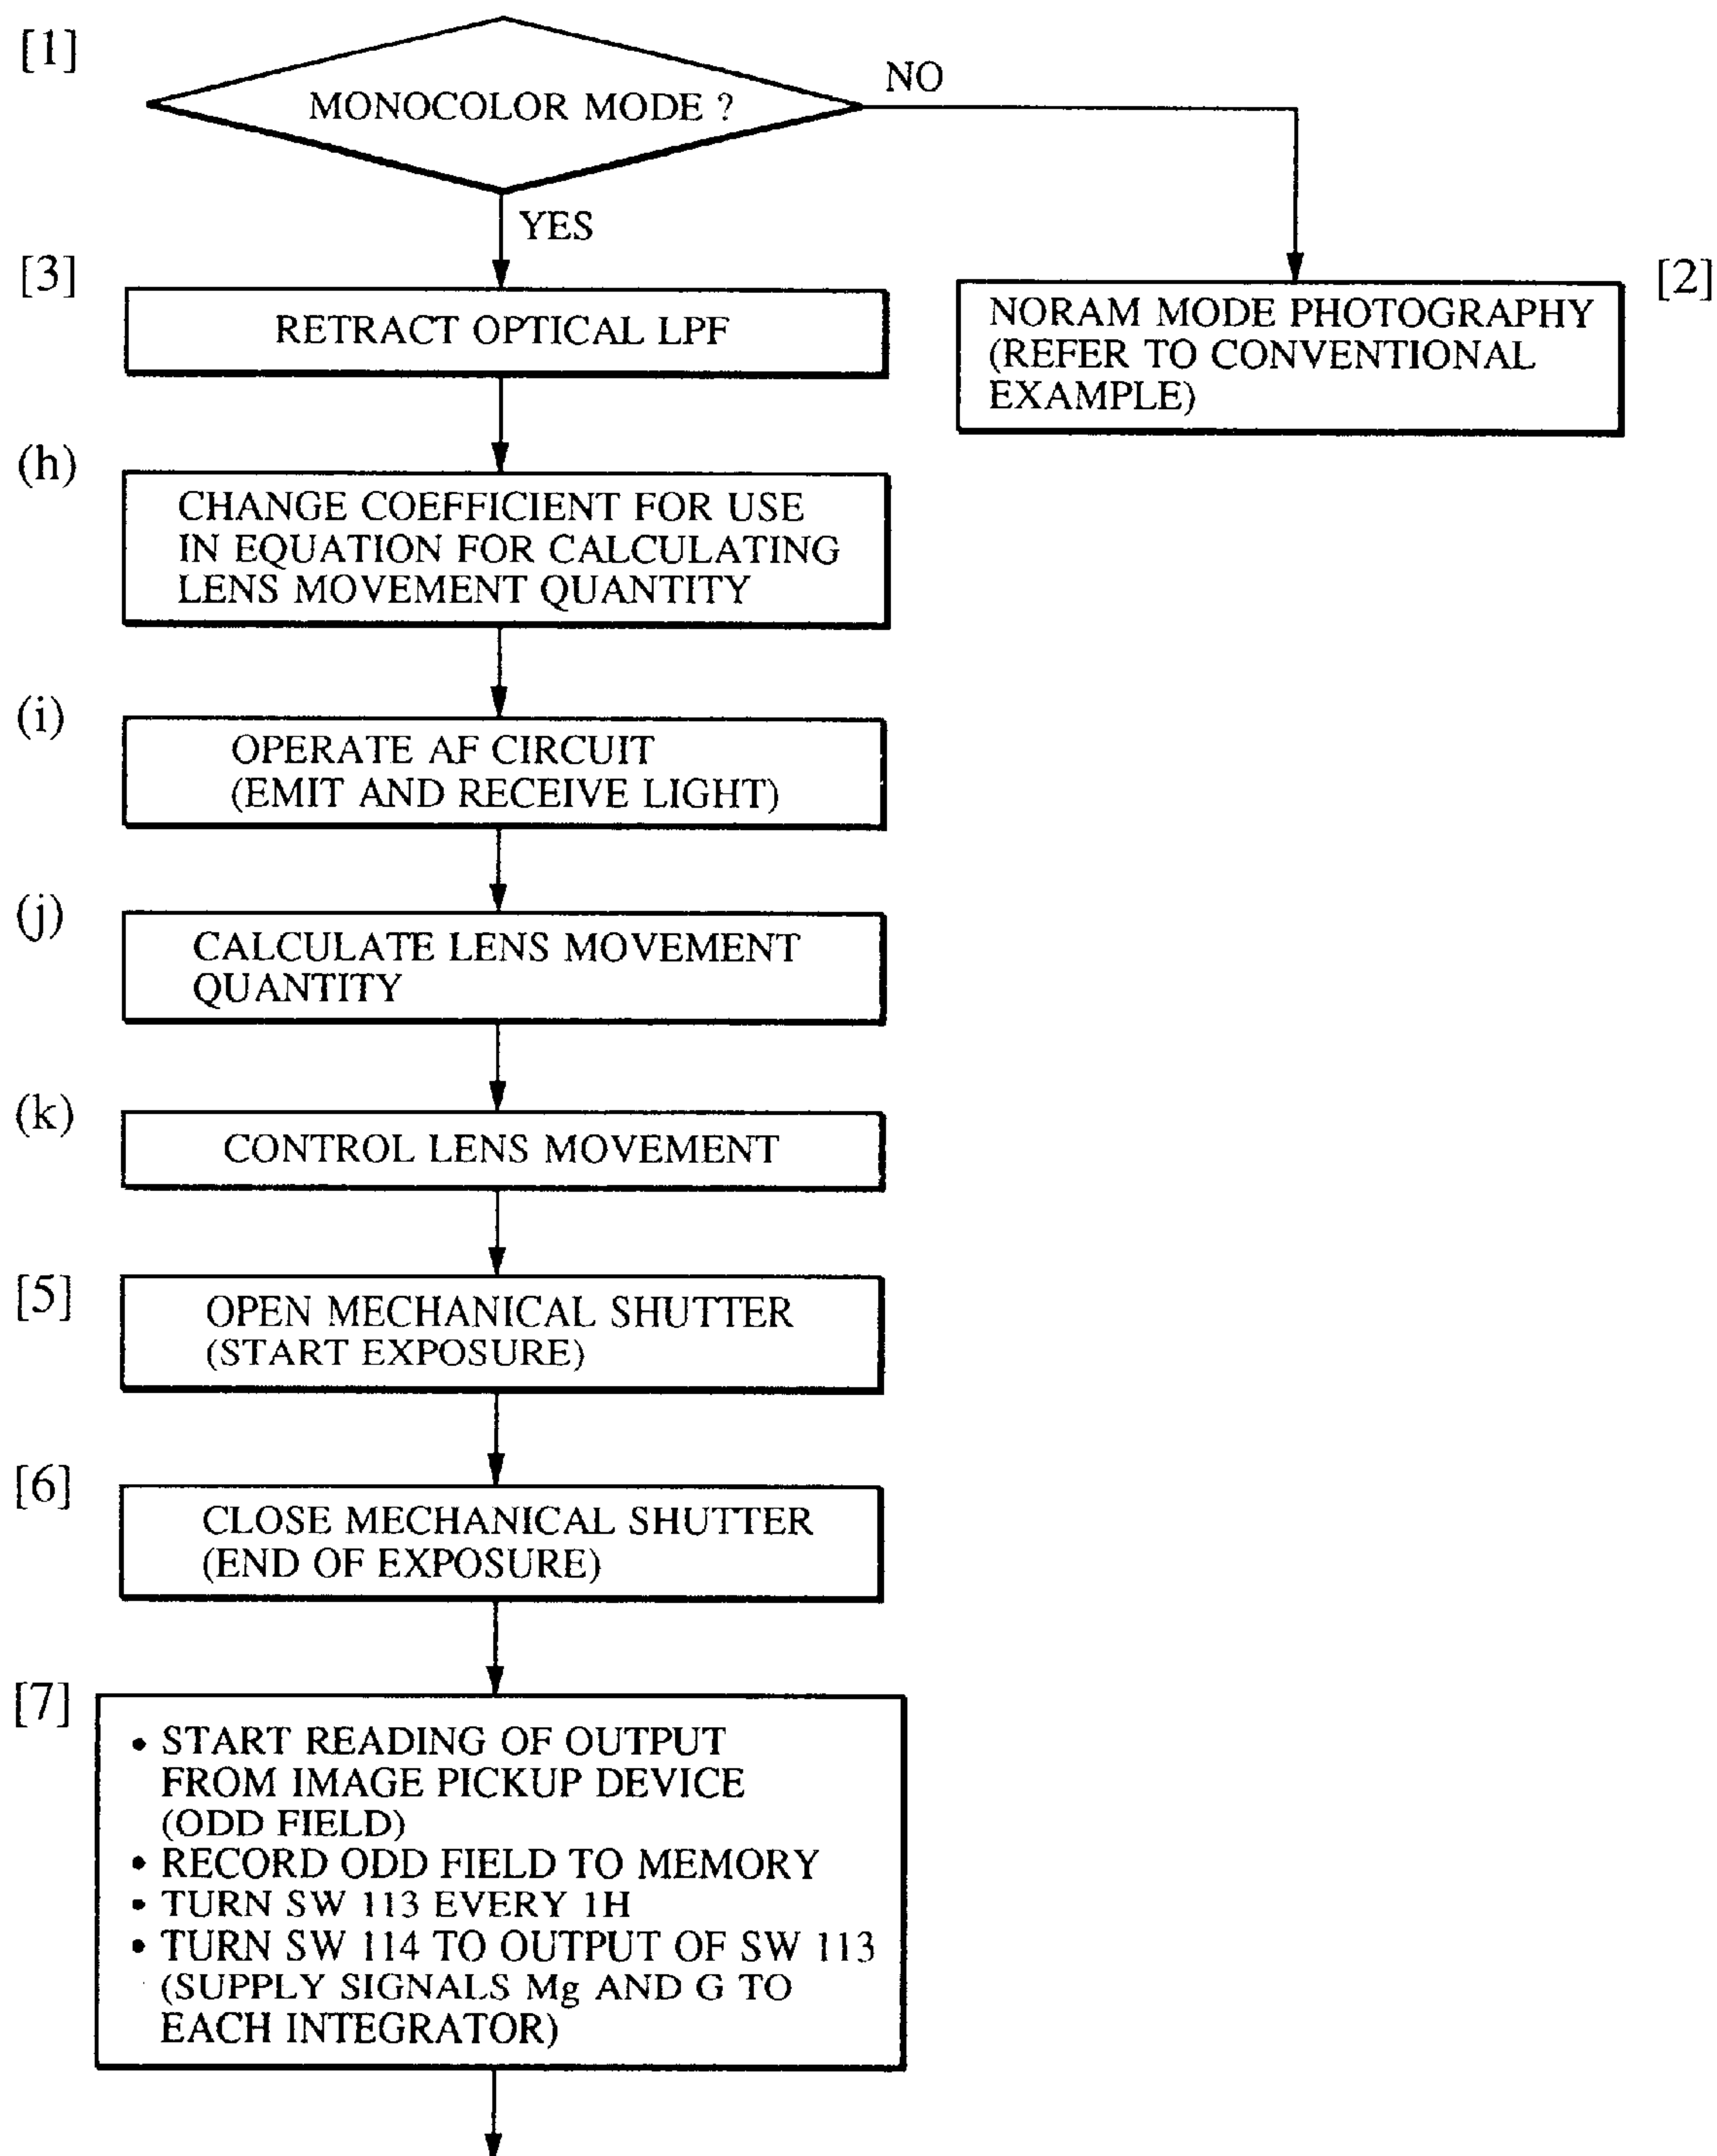 [1]
MONOCOLOR MODE ?
NO
YES
[3]
RETRACT OPTICAL LPF
[2]
NORAM MODE PHOTOGRAPHY
(REFER TO CONVENTIONAL
EXAMPLE)
(h)
CHANGE COEFFICIENT FOR USE
IN EQUATION FOR CALCULATING
LENS MOVEMENT QUANTITY
(i)
OPERATE AF CIRCUIT
(EMIT AND RECEIVE LIGHT)
(j)
CALCULATE LENS MOVEMENT
QUANTITY
(k)
CONTROL LENS MOVEMENT
[5]
OPEN MECHANICAL SHUTTER
(START EXPOSURE)
[6]
CLOSE MECHANICAL SHUTTER
(END OF EXPOSURE)
[7]
• START READING OF OUTPUT
FROM IMAGE PICKUP DEVICE
(ODD FIELD)
• RECORD ODD FIELD TO MEMORY
• TURN SW 113 EVERY 1H
• TURN SW 114 TO OUTPUT OF SW 113
(SUPPLY SIGNALS Mg AND G TO
EACH INTEGRATOR)